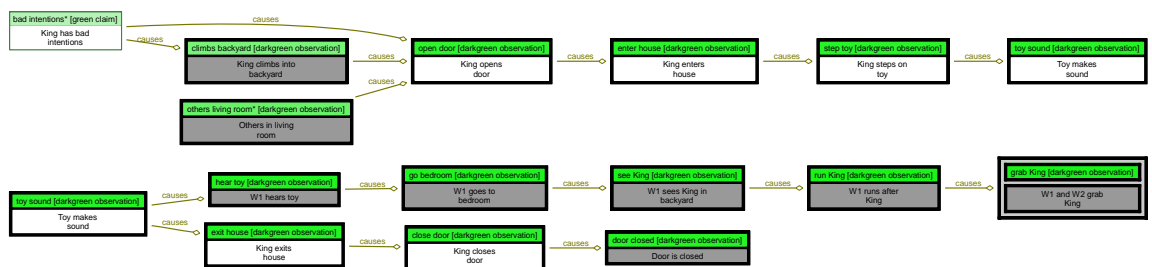 bad intentions* [green claim]
King has bad
intentions
causes
causes
climbs backyard [darkgreen observation]
King climbs into
backyard
causes
others living room* [darkgreen observation]
Others in living
room
causes
open door [darkgreen observation]
King opens
door
causes
enter house [darkgreen observation]
King enters
house
causes
step toy [darkgreen observation]
King steps on
toy
causes
toy sound [darkgreen observation]
Toy makes
sound
toy sound [darkgreen observation]
Toy makes
sound
causes
causes
hear toy [darkgreen observation]
W1 hears toy
causes
go bedroom [darkgreen observation]
W1 goes to
bedroom
causes
see King [darkgreen observation]
W1 sees King in
backyard
causes
run King [darkgreen observation]
W1 runs after
King
causes
grab King [darkgreen observation]
W1 and W2 grab
King
exit house [darkgreen observation]
King exits
house
causes
close door [darkgreen observation]
King closes
door
causes
door closed [darkgreen observation]
Door is closed